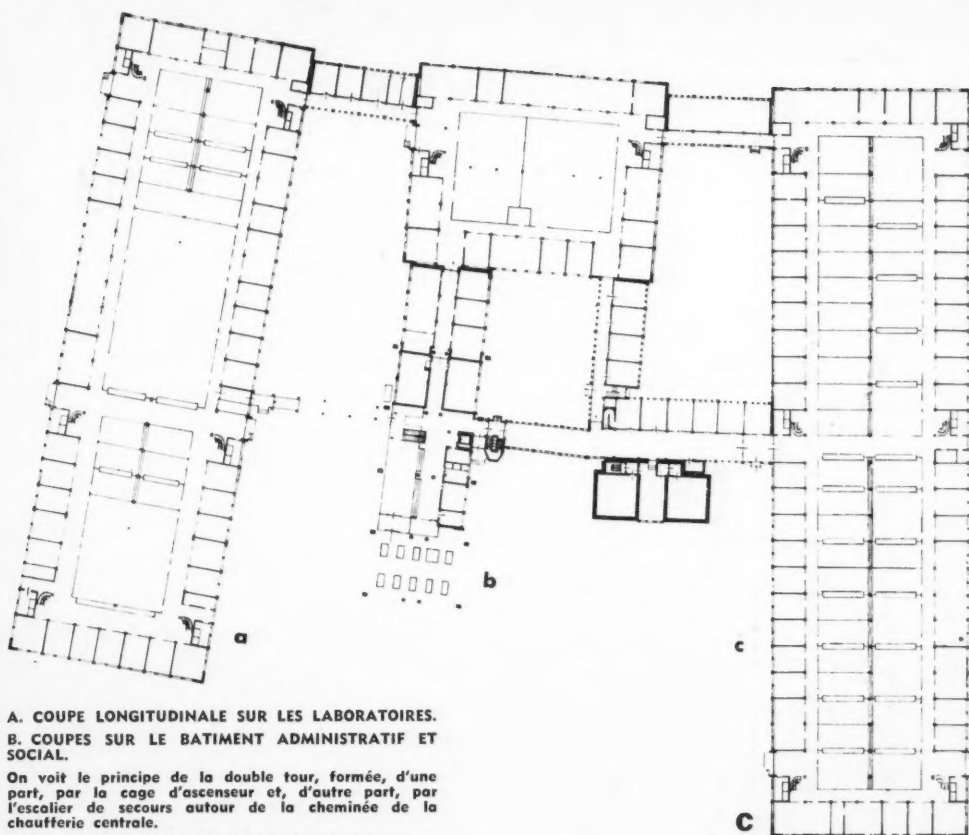 a
b
c
A. COUPE LONGITUDINALE SUR LES LABORATOIRES.
B. COUPES SUR LE BATIMENT ADMINISTRATIF ET
SOCIAL.
On voit le principe de la double tour, formée, d'une
part, par la cage d'ascenseur et, d'autre part, par
l'escalier de secours autour de la cheminée de la
chaufferie centrale.
C